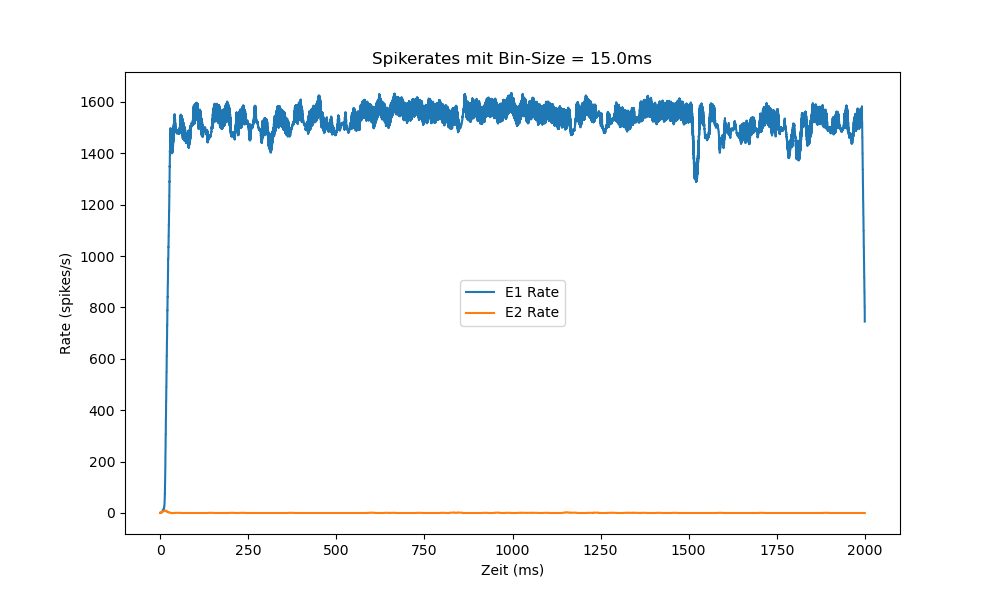 Spikerates mit Bin-Size = 15.0ms
1600
1400
1200
1000
800
600
400
200
0
Rate (spikes/s)
E1 Rate
E2 Rate
0 250 500 750 1000 1250 1500 1750 2000
Zeit (ms)